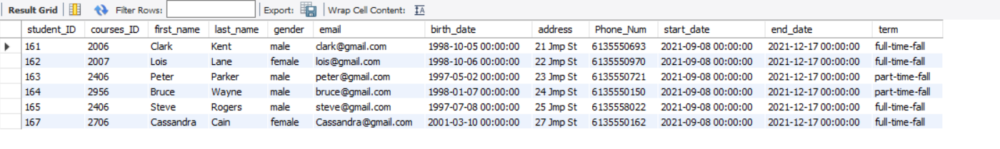 Result Grid Filter Rows: Export: Wrap Cell Content: IA
student_ID courses_ID first_name last_name gender email birth_date address Phone_Num start_date end_date term
161 2006 Clark Kent male clark@gmail.com 1998-10-05 00:00:00 21 Jmp St 6135550693 2021-09-08 00:00:00 2021-12-17 00:00:00 full-time-fall
162 2007 Lois Lane female lois@gmail.com 1998-10-06 00:00:00 22 Jmp St 6135550970 2021-09-08 00:00:00 2021-12-17 00:00:00 full-time-fall
163 2406 Peter Parker male peter@gmail.com 1997-05-02 00:00:00 23 Jmp St 6135550721 2021-09-08 00:00:00 2021-12-17 00:00:00 part-time-fall
164 2956 Bruce Wayne male bruce@gmail.com 1998-01-07 00:00:00 24 Jmp St 6135550150 2021-09-08 00:00:00 2021-12-17 00:00:00 part-time-fall
165 2406 Steve Rogers male steve@gmail.com 1997-07-08 00:00:00 25 Jmp St 6135558022 2021-09-08 00:00:00 2021-12-17 00:00:00 full-time-fall
167 2706 Cassandra Cain female Cassandra@gmail.com 2001-03-10 00:00:00 27 Jmp St 6135550162 2021-09-08 00:00:00 2021-12-17 00:00:00 full-time-fall